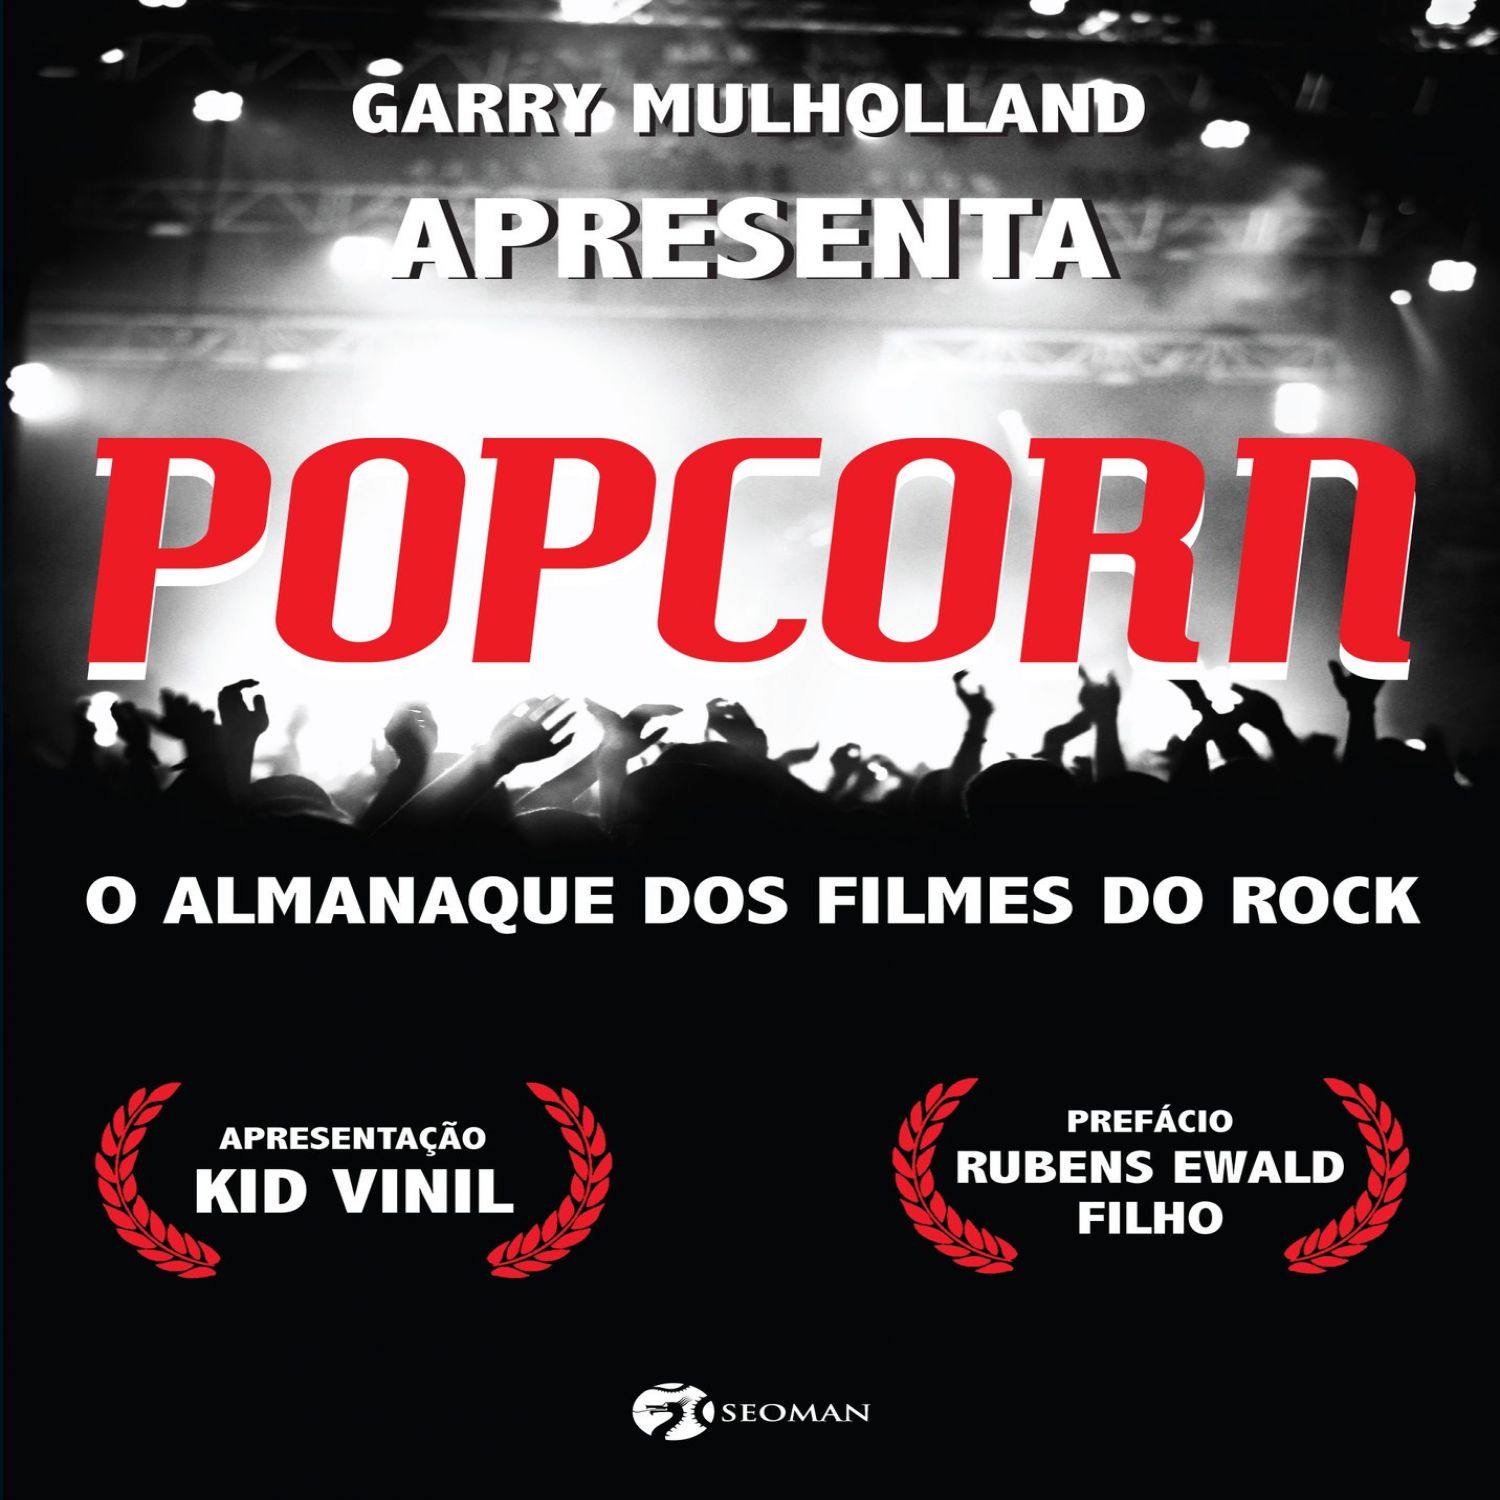 GARRY MULHOLLAND
APRESENTA
POPCORN
O ALMANAQUE DOS FILMES DO ROCK
APRESENTAÇÃO
KID VINIL
PREFÁCIO
RUBENS EWALD
FILHO
SEOMAN